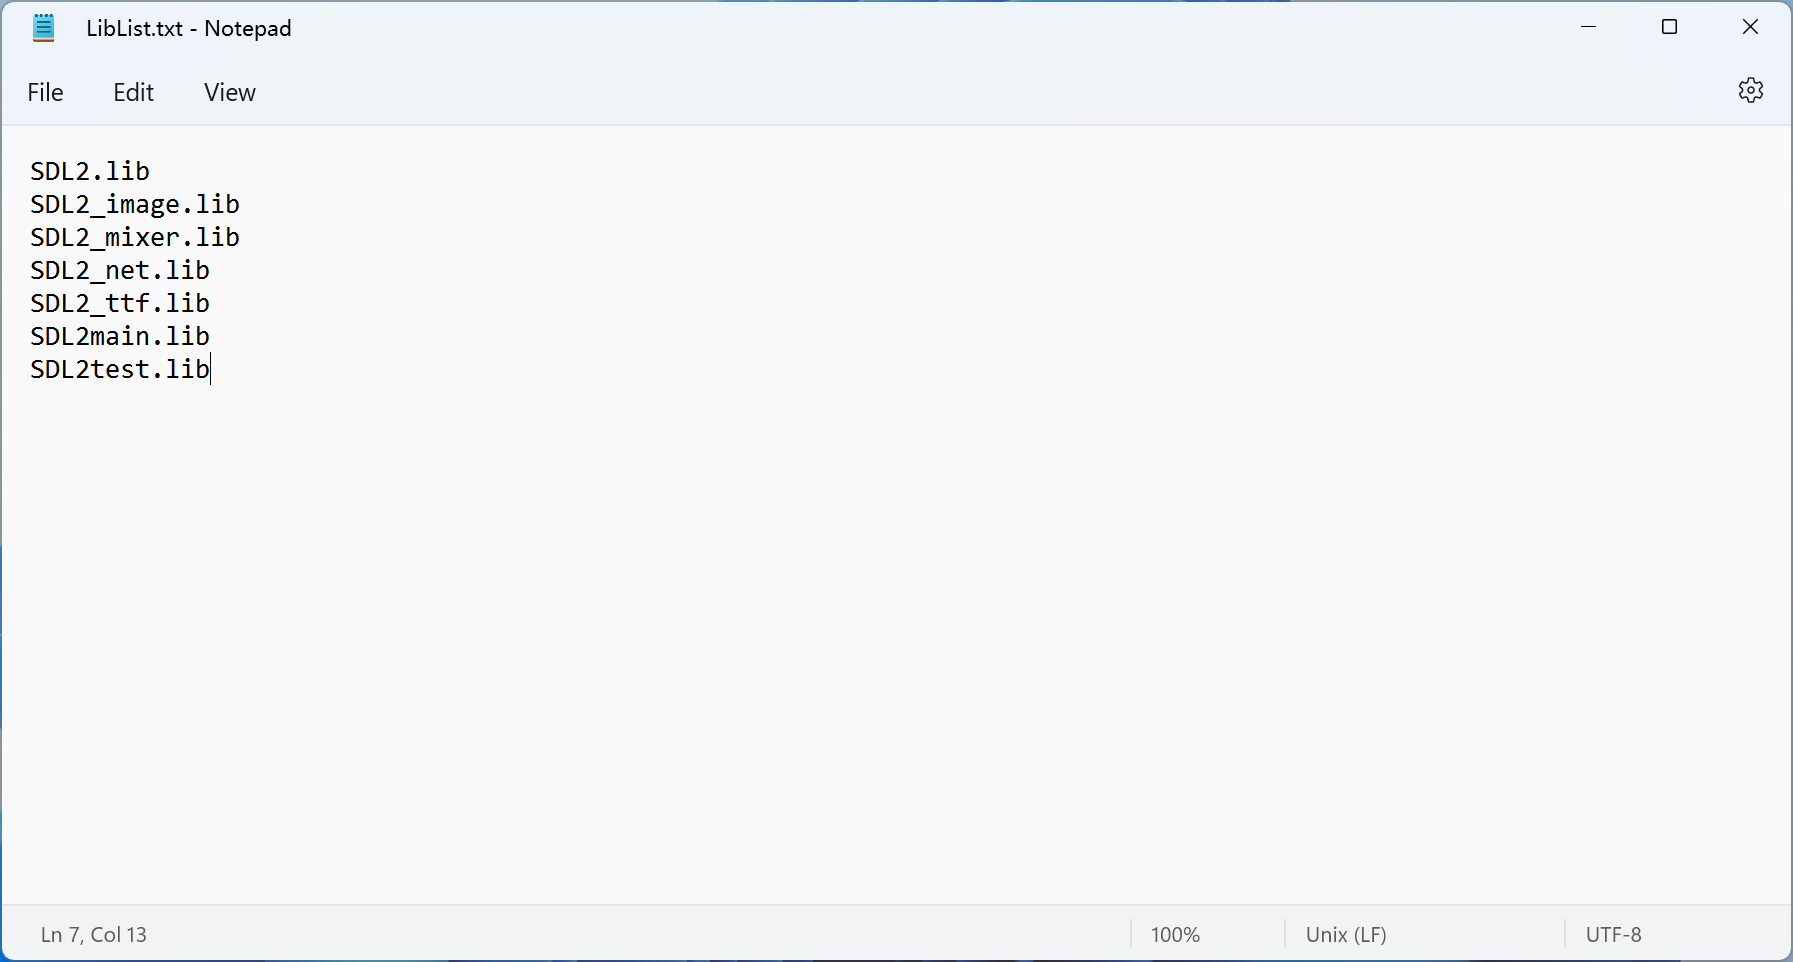 LibList.txt - Notepad
File Edit View
SDL2.lib
SDL2_image.lib
SDL2_mixer.lib
SDL2_net.lib
SDL2_ttf.lib
SDL2main.lib
SDL2test.lib
Ln 7, Col 13 100% Unix (LF) UTF-8